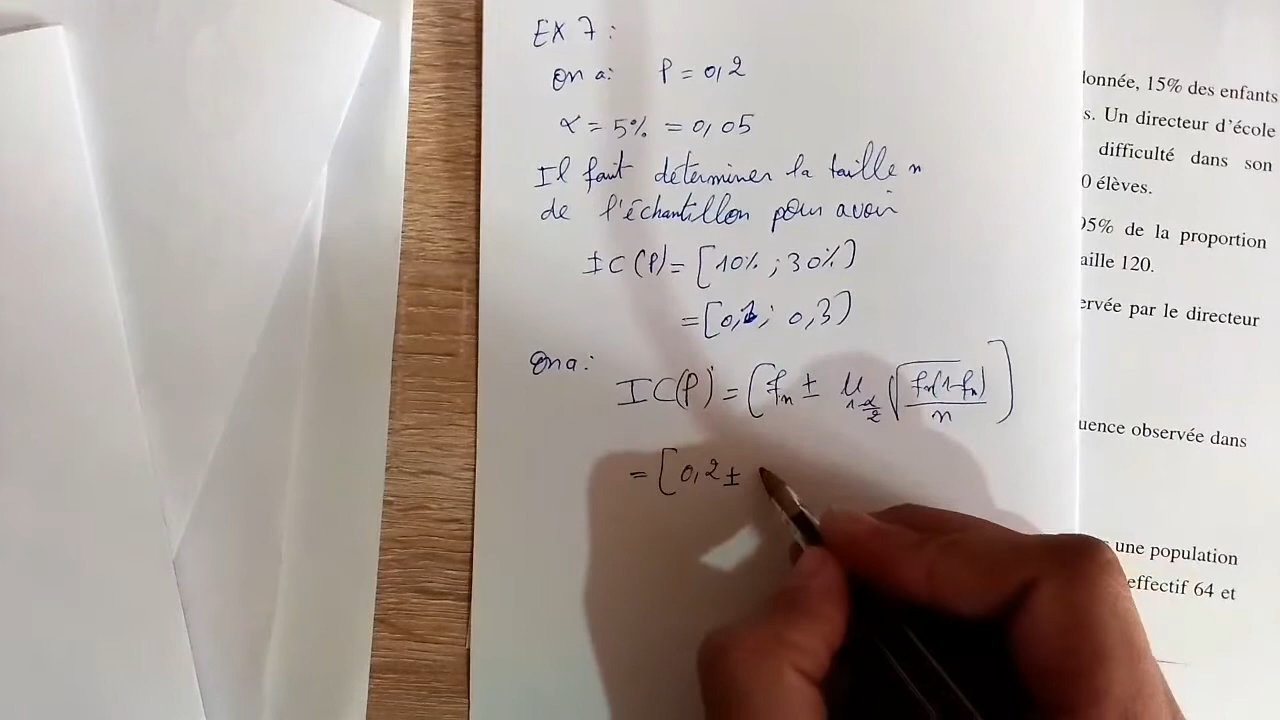 EX 7 :
On a : P = 0,2
α = 5% = 0,05
Il faut déterminer la taille n
de l'échantillon pour avoir
IC (P) = [10% ; 30%]
= [0,1 ; 0,3]
On a :
IC(P) = [fn ± u1-α/2 √(fn(1-fn)/n)]
= [0,2 ±
donnée, 15% des enfants
s. Un directeur d'école
difficulté dans son
0 élèves.
95% de la proportion
aille 120.
ervée par le directeur
uence observée dans
une population
effectif 64 et